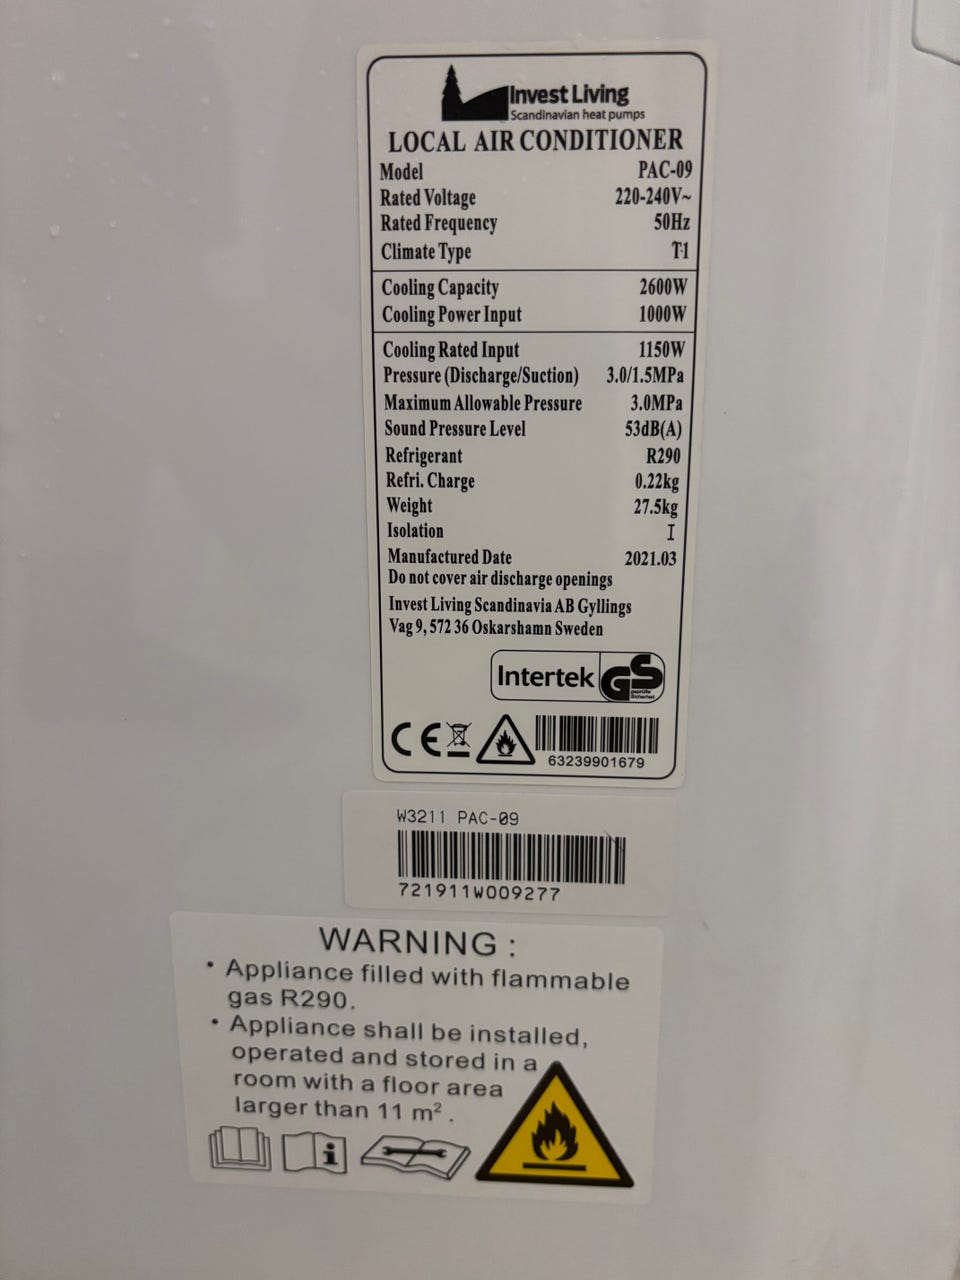 Invest Living
Scandinavian heat pumps
LOCAL AIR CONDITIONER
Model PAC-09
Rated Voltage 220-240V~
Rated Frequency 50Hz
Climate Type T1
Cooling Capacity 2600W
Cooling Power Input 1000W
Cooling Rated Input 1150W
Pressure (Discharge/Suction) 3.0/1.5MPa
Maximum Allowable Pressure 3.0MPa
Sound Pressure Level 53dB(A)
Refrigerant R290
Refri. Charge 0.22kg
Weight 27.5kg
Isolation I
Manufactured Date 2021.03
Do not cover air discharge openings
Invest Living Scandinavia AB Gyllings
Vag 9, 572 36 Oskarshamn Sweden
Intertek GS
geprüfte
Sicherheit
CE
63239901679
W3211 PAC-09
721911W009277
WARNING :
• Appliance filled with flammable
gas R290.
• Appliance shall be installed,
operated and stored in a
room with a floor area
larger than 11 m² .